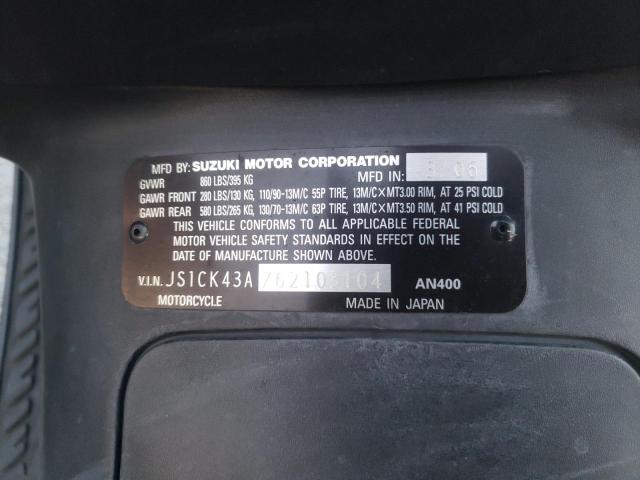 MFD BY: SUZUKI MOTOR CORPORATION MFD IN: 3-06
GVWR 860 LBS/395 KG
GAWR FRONT 280 LBS/130 KG, 110/90-13M/C 55P TIRE, 13M/C×MT3.00 RIM, AT 25 PSI COLD
GAWR REAR 580 LBS/265 KG, 130/70-13M/C 63P TIRE, 13M/C×MT3.50 RIM, AT 41 PSI COLD
THIS VEHICLE CONFORMS TO ALL APPLICABLE FEDERAL
MOTOR VEHICLE SAFETY STANDARDS IN EFFECT ON THE
DATE OF MANUFACTURE SHOWN ABOVE.
V.I.N. JS1CK43A762103104 AN400
MOTORCYCLE MADE IN JAPAN